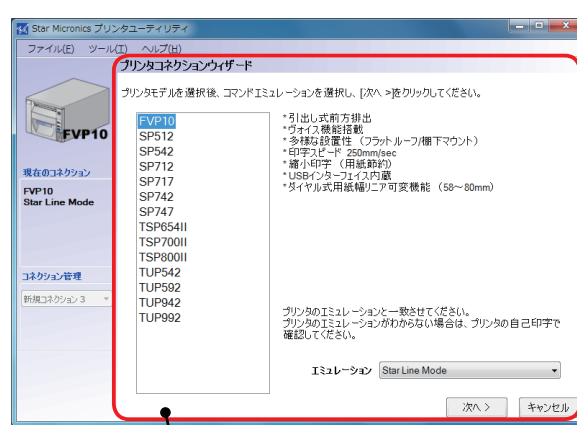 Star Micronics プリンタユーティリティ
ファイル(F) ツール(T) ヘルプ(H)
プリンタコネクションウィザード
プリンタモデルを選択後、コマンドエミュレーションを選択し、[次へ >]をクリックしてください。
FVP10
現在のコネクション
FVP10
Star Line Mode
コネクション管理
新規コネクション 3
FVP10
SP512
SP542
SP712
SP717
SP742
SP747
TSP654II
TSP700II
TSP800II
TUP542
TUP592
TUP942
TUP992
*引出し式前方排出
*ヴォイス機能搭載
*多様な設置性 (フラットルーフ/棚下マウント)
*印字スピード 250mm/sec
*縮小印字 (用紙節約)
*USBインターフェイス内蔵
*ダイヤル式用紙幅リニア可変機能 (58～80mm)
プリンタのエミュレーションと一致させてください。
プリンタのエミュレーションがわからない場合は、プリンタの自己印字で
確認してください。
エミュレーション Star Line Mode
次へ > キャンセル